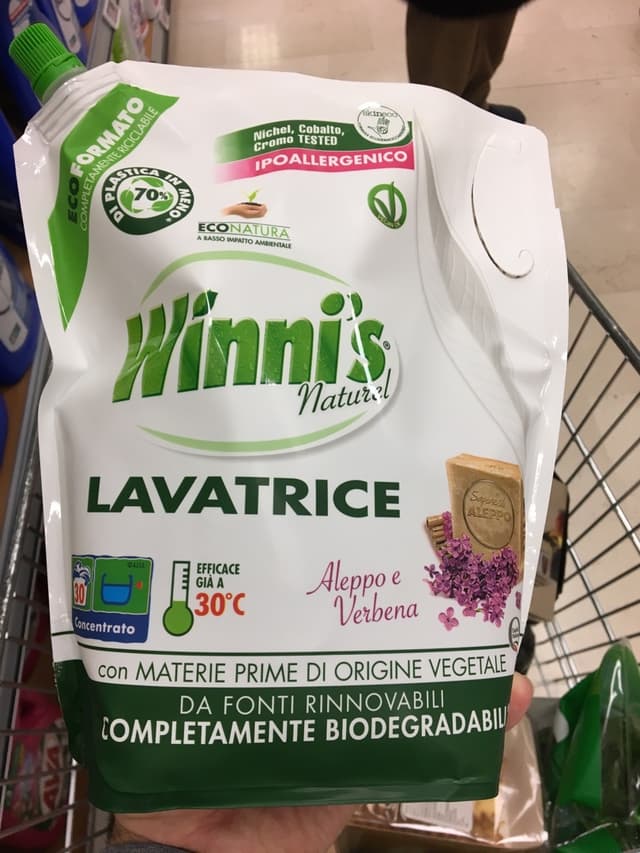 ECOFORMATO
COMPLETAMENTE RICICLABILE
DI PLASTICA IN MENO*
70%
Nichel, Cobalto,
Cromo TESTED
IPOALLERGENICO
skineco
ECONATURA
A BASSO IMPATTO AMBIENTALE
Winni's®
Naturel
LAVATRICE
Sapone di
ALEPPO
30
Concentrato
EFFICACE
GIÀ A
30°C
Aleppo e
Verbena
con MATERIE PRIME DI ORIGINE VEGETALE
DA FONTI RINNOVABILI
COMPLETAMENTE BIODEGRADABILI